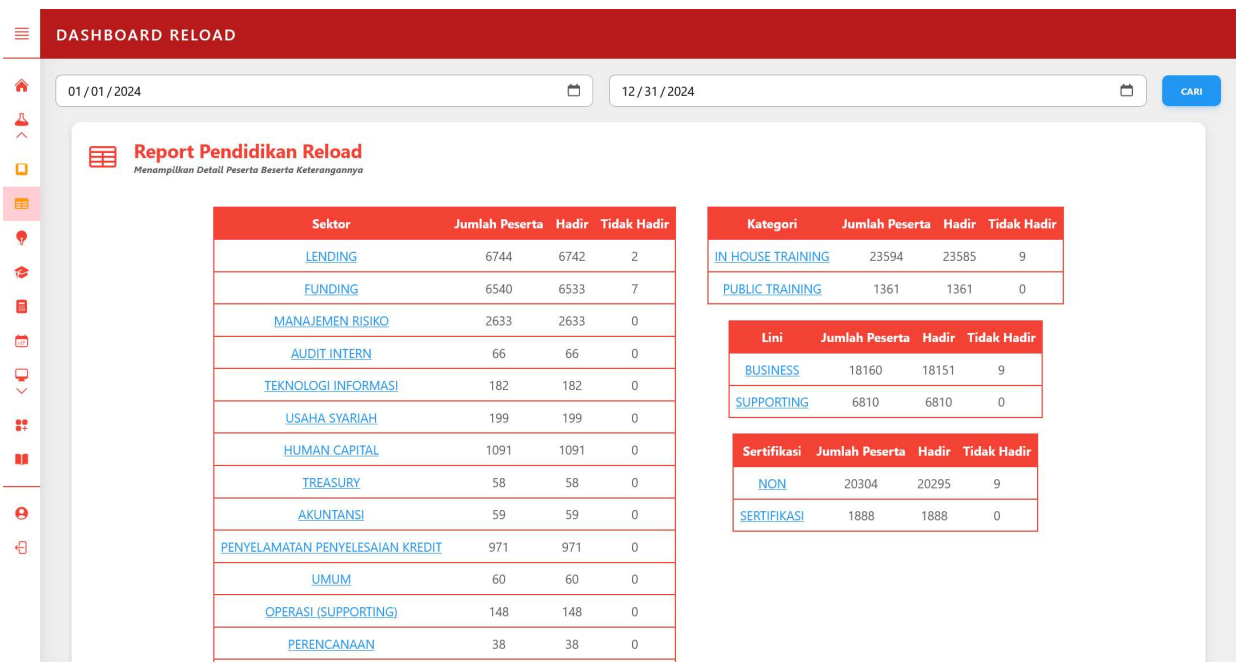 DASHBOARD RELOAD
01/01/2024
12/31/2024
CARI
Report Pendidikan Reload
Menampilkan Detail Peserta Beserta Keterangannya
Sektor Jumlah Peserta Hadir Tidak Hadir
LENDING 6744 6742 2
FUNDING 6540 6533 7
MANAJEMEN RISIKO 2633 2633 0
AUDIT INTERN 66 66 0
TEKNOLOGI INFORMASI 182 182 0
USAHA SYARIAH 199 199 0
HUMAN CAPITAL 1091 1091 0
TREASURY 58 58 0
AKUNTANSI 59 59 0
PENYELAMATAN PENYELESAIAN KREDIT 971 971 0
UMUM 60 60 0
OPERASI (SUPPORTING) 148 148 0
PERENCANAAN 38 38 0
Kategori Jumlah Peserta Hadir Tidak Hadir
IN HOUSE TRAINING 23594 23585 9
PUBLIC TRAINING 1361 1361 0
Lini Jumlah Peserta Hadir Tidak Hadir
BUSINESS 18160 18151 9
SUPPORTING 6810 6810 0
Sertifikasi Jumlah Peserta Hadir Tidak Hadir
NON 20304 20295 9
SERTIFIKASI 1888 1888 0